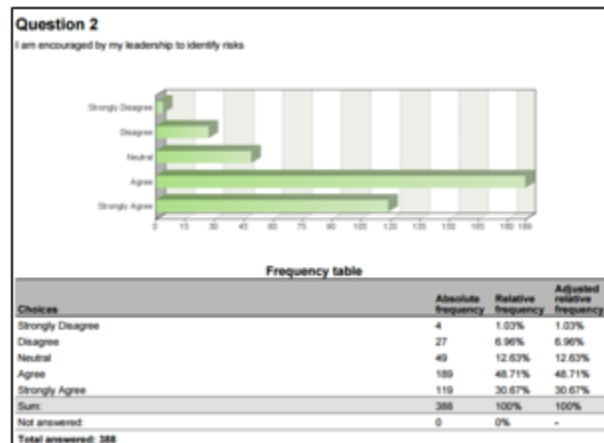 Question 2
I am encouraged by my leadership to identify risks
Strongly Disagree
Disagree
Neutral
Agree
Strongly Agree
0 15 30 45 60 75 90 105 120 135 150 165 180 189
Frequency table
Choices Absolute frequency Relative frequency Adjusted relative frequency
Strongly Disagree 4 1.03% 1.03%
Disagree 27 6.96% 6.96%
Neutral 49 12.63% 12.63%
Agree 189 48.71% 48.71%
Strongly Agree 119 30.67% 30.67%
Sum: 388 100% 100%
Not answered: 0 0% -
Total answered: 388